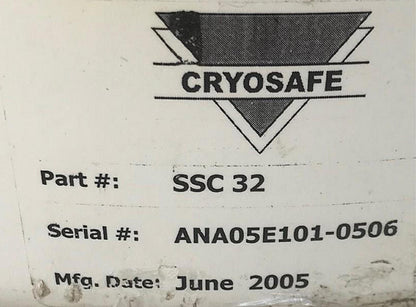 CRYOSAFE
Part #: SSC 32
Serial #: ANA05E101-0506
Mfg. Date: June 2005